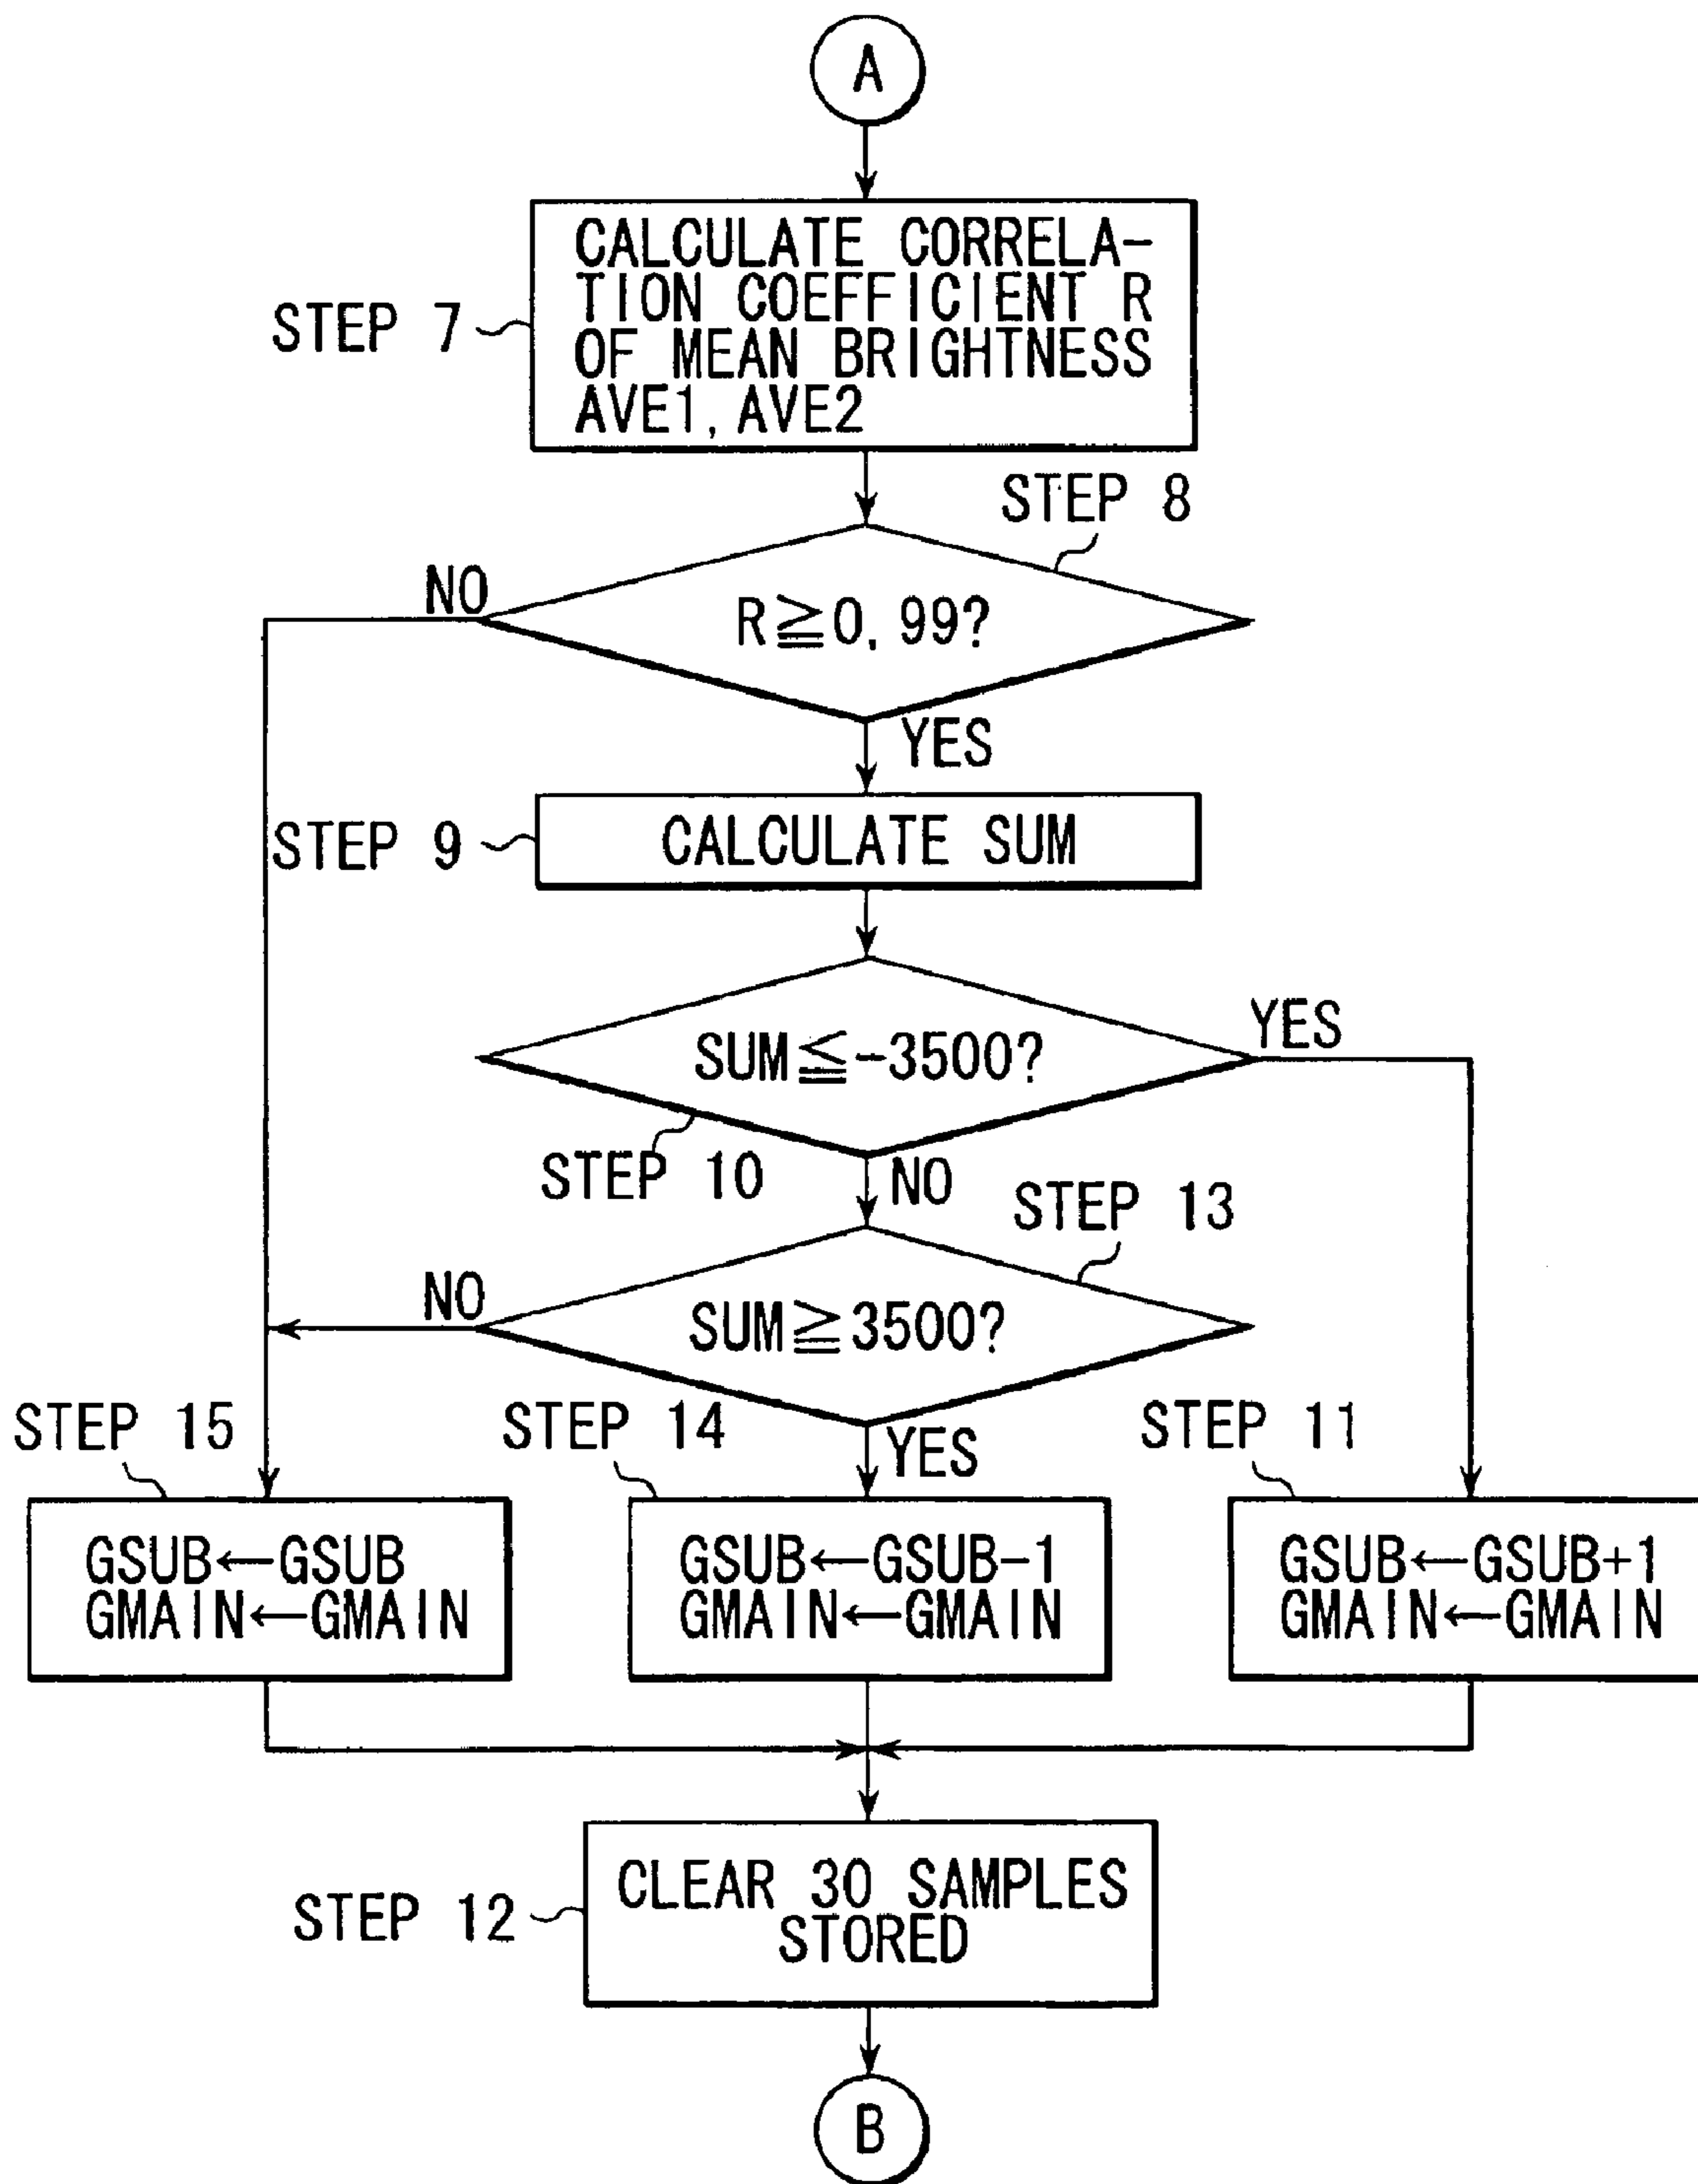 A
CALCULATE CORRELA-
TION COEFFICIENT R
OF MEAN BRIGHTNESS
AVE1, AVE2
STEP 7
STEP 8
NO
R≧0, 99?
YES
STEP 9
CALCULATE SUM
YES
SUM≦-3500?
STEP 10
NO
STEP 13
NO
SUM≧3500?
STEP 15
STEP 14
YES
STEP 11
GSUB←GSUB
GMAIN←GMAIN
GSUB←GSUB-1
GMAIN←GMAIN
GSUB←GSUB+1
GMAIN←GMAIN
STEP 12
CLEAR 30 SAMPLES
STORED
B